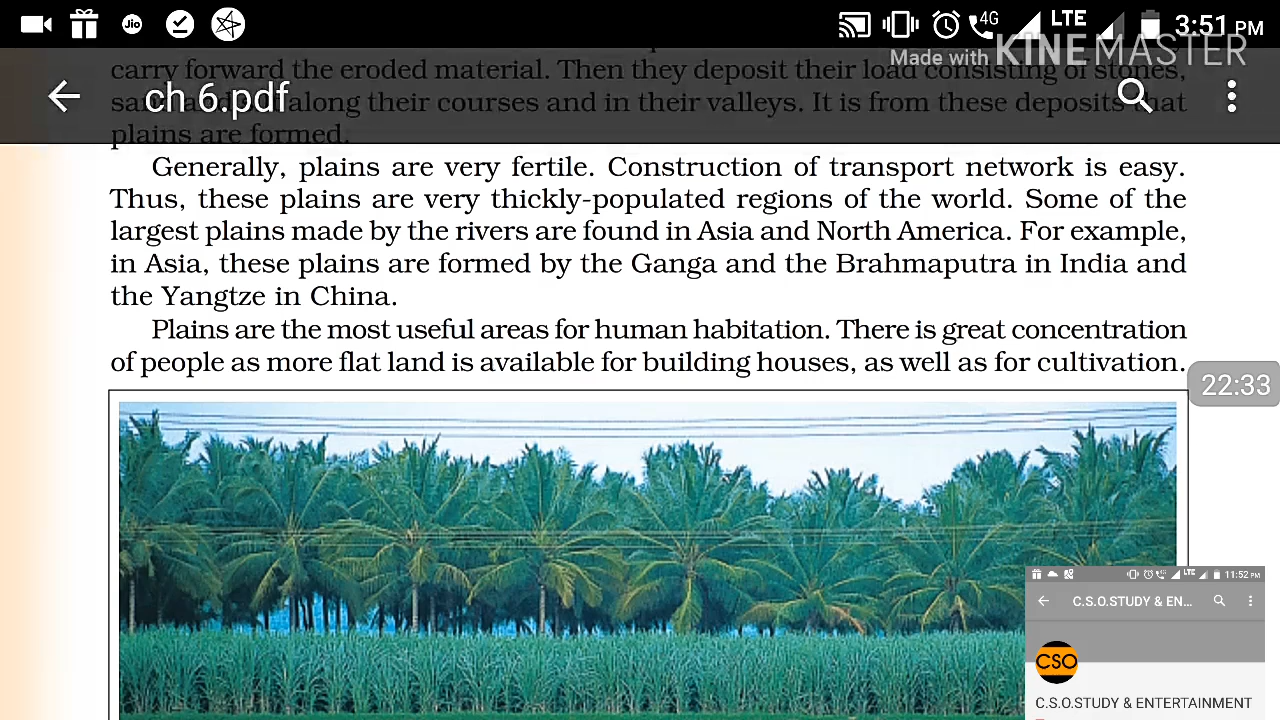 Jio
4G
LTE
3:51 PM
Made with KINEMASTER
carry forward the eroded material. Then they deposit their load consisting of stones,
ch 6.pdf
along their courses and in their valleys. It is from these deposits that
plains are formed.
Generally, plains are very fertile. Construction of transport network is easy.
Thus, these plains are very thickly-populated regions of the world. Some of the
largest plains made by the rivers are found in Asia and North America. For example,
in Asia, these plains are formed by the Ganga and the Brahmaputra in India and
the Yangtze in China.
Plains are the most useful areas for human habitation. There is great concentration
of people as more flat land is available for building houses, as well as for cultivation.
22:33
LTE
11:52 PM
C.S.O.STUDY & EN...
CSO
C.S.O.STUDY & ENTERTAINMENT